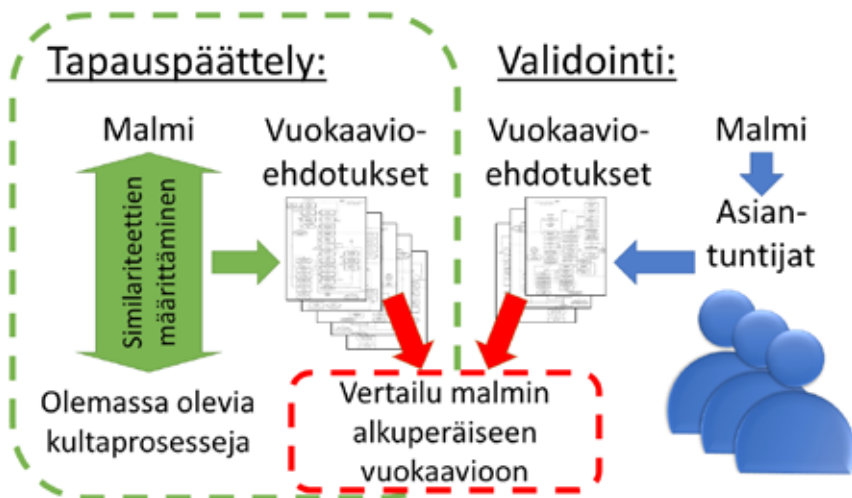 Tapauspäättely:
Malmi
Similariteettien
määrittäminen
Olemassa olevia
kultaprosesseja
Vuokaavio-
ehdotukset
Validointi:
Vuokaavio-
ehdotukset
Malmi
Asian-
tuntijat
Vertailu malmin
alkuperäiseen
vuokaavioon